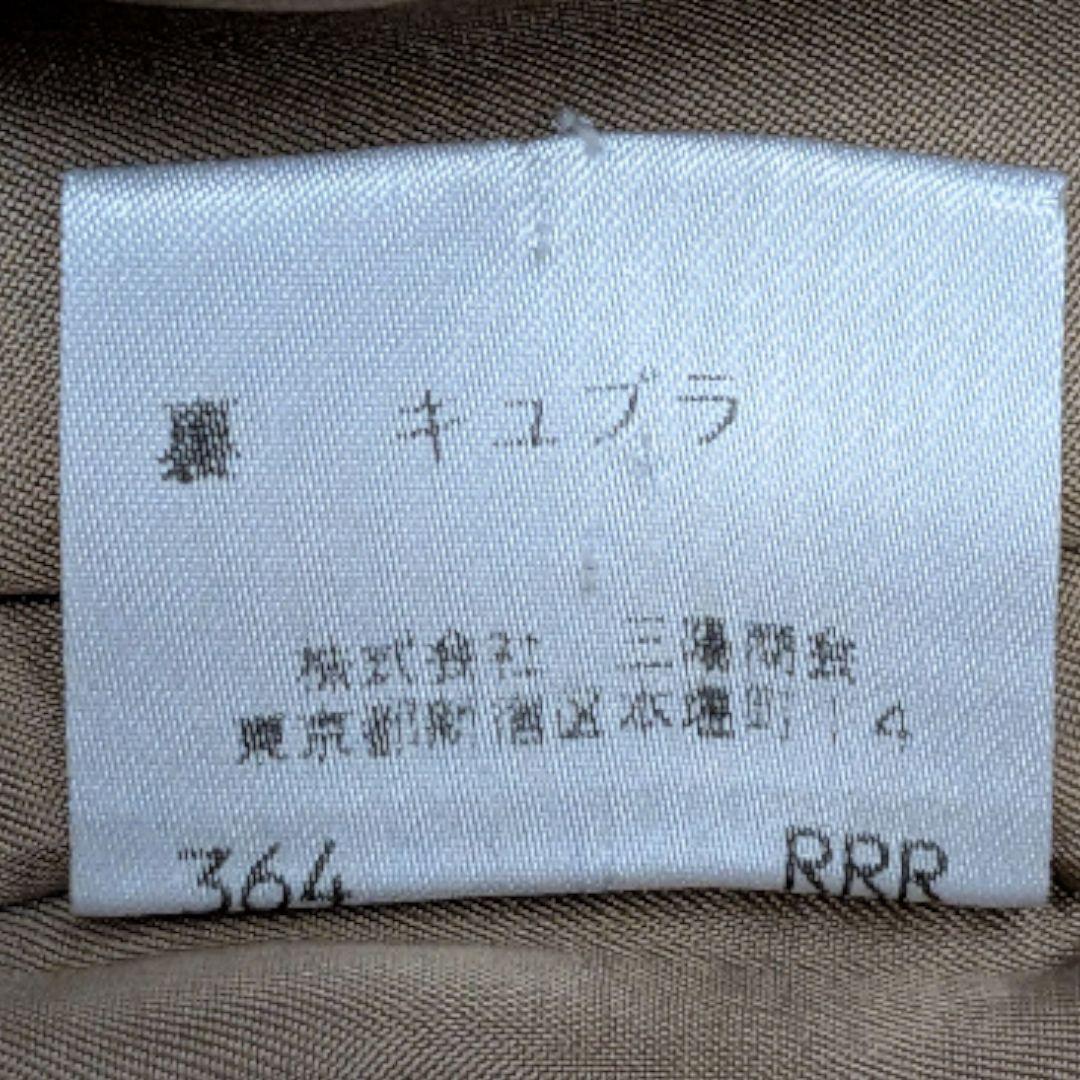 裏 キュプラ
株式会社 三陽商会
東京都新宿区本塩町14
364 RRR